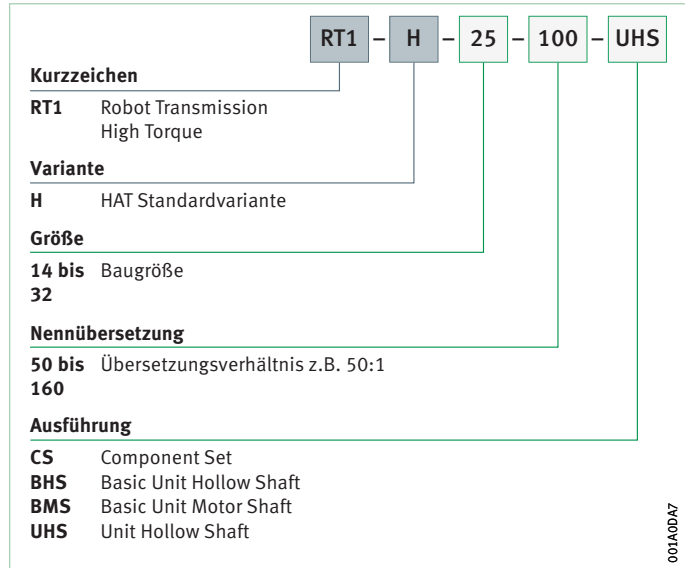 RT1 – H – 25 – 100 – UHS
Kurzzeichen
RT1 Robot Transmission
High Torque
Variante
H HAT Standardvariante
Größe
14 bis Baugröße
32
Nennübersetzung
50 bis Übersetzungsverhältnis z.B. 50:1
160
Ausführung
CS Component Set
BHS Basic Unit Hollow Shaft
BMS Basic Unit Motor Shaft
UHS Unit Hollow Shaft
001A0DA7